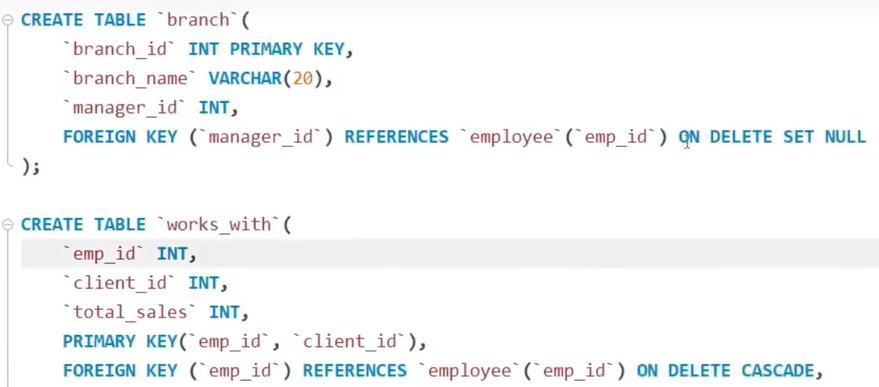 CREATE TABLE `branch`(
`branch_id` INT PRIMARY KEY,
`branch_name` VARCHAR(20),
`manager_id` INT,
FOREIGN KEY (`manager_id`) REFERENCES `employee`(`emp_id`) ON DELETE SET NULL
);
CREATE TABLE `works_with`(
`emp_id` INT,
`client_id` INT,
`total_sales` INT,
PRIMARY KEY(`emp_id`, `client_id`),
FOREIGN KEY (`emp_id`) REFERENCES `employee`(`emp_id`) ON DELETE CASCADE,